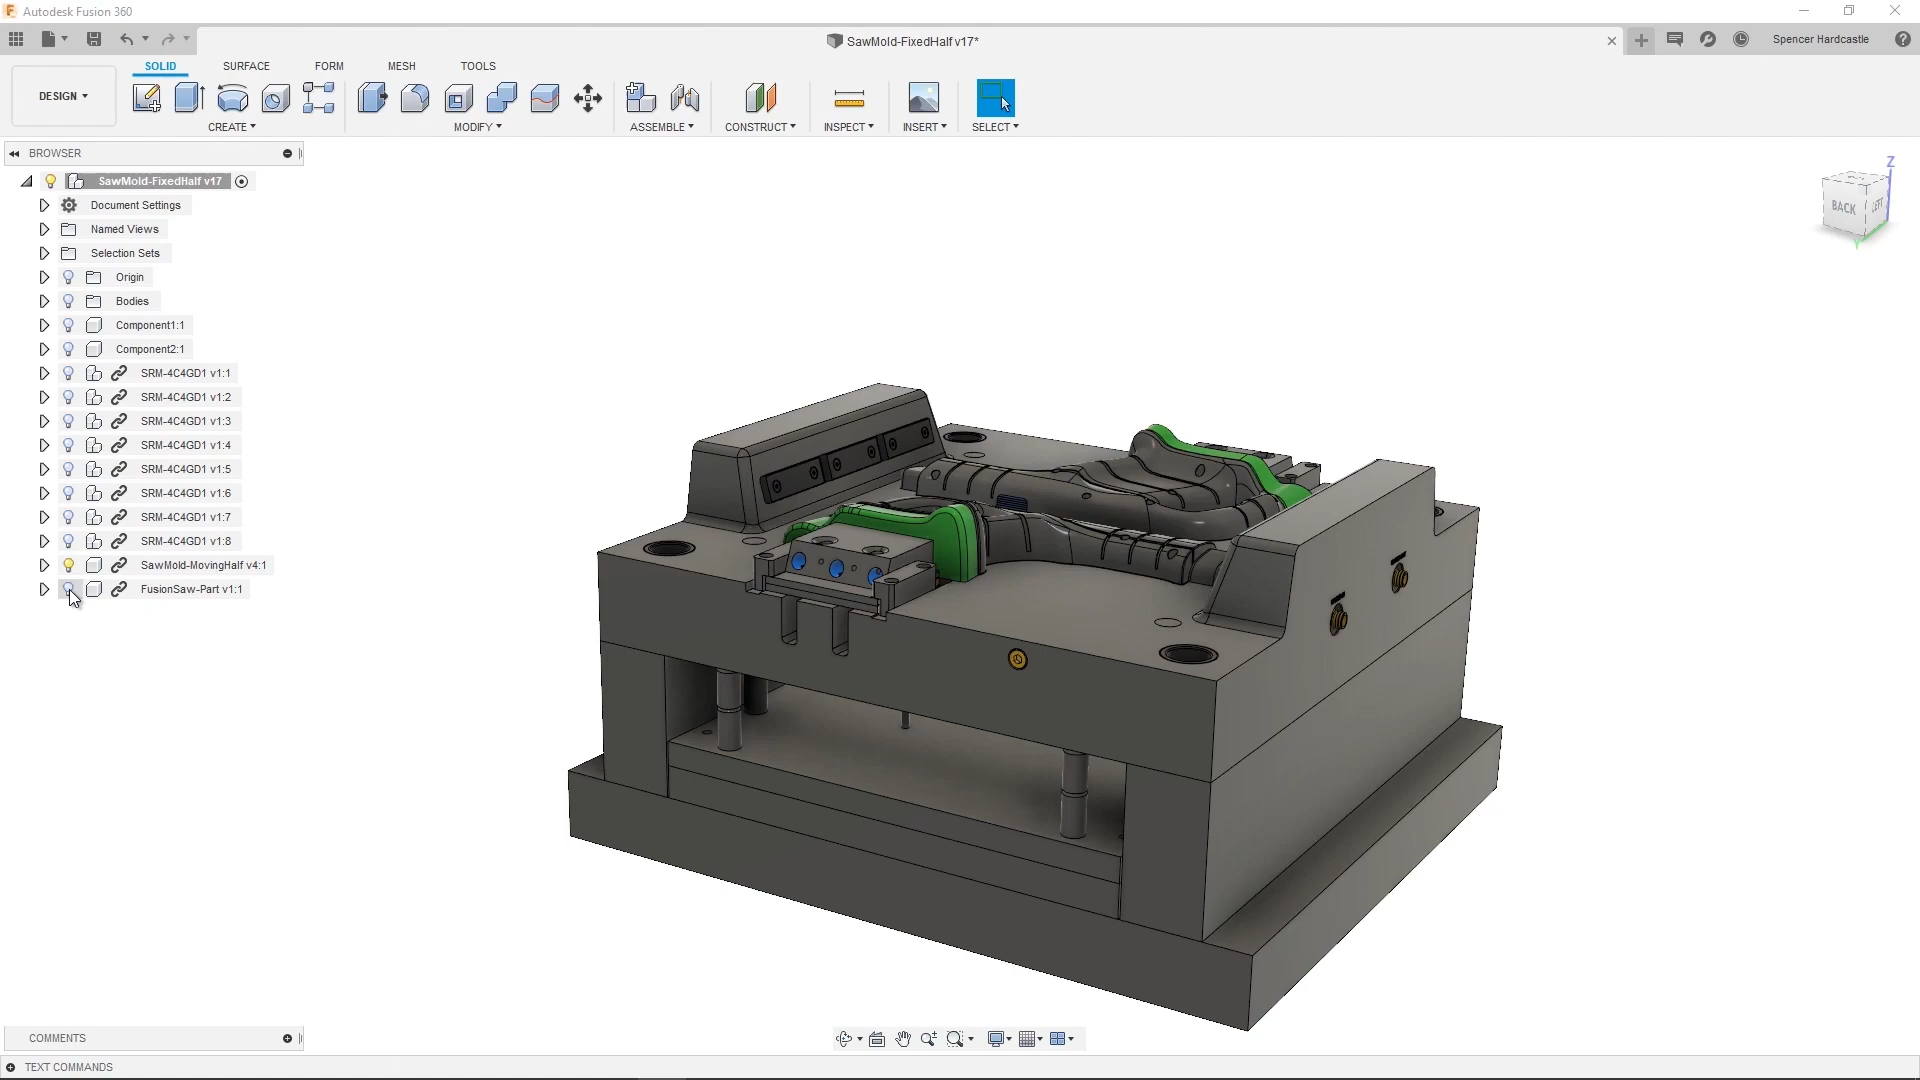 Autodesk Fusion 360
SawMold-FixedHalf v17*
Spencer Hardcastle
SOLID SURFACE FORM MESH TOOLS
DESIGN
CREATE MODIFY ASSEMBLE CONSTRUCT INSPECT INSERT SELECT
BROWSER
SawMold-FixedHalf v17
Document Settings
Named Views
Selection Sets
Origin
Bodies
Component1:1
Component2:1
SRM-4C4GD1 v1:1
SRM-4C4GD1 v1:2
SRM-4C4GD1 v1:3
SRM-4C4GD1 v1:4
SRM-4C4GD1 v1:5
SRM-4C4GD1 v1:6
SRM-4C4GD1 v1:7
SRM-4C4GD1 v1:8
SawMold-MovingHalf v4:1
FusionSaw-Part v1:1
Z
BACK LEFT
Y
COMMENTS
TEXT COMMANDS